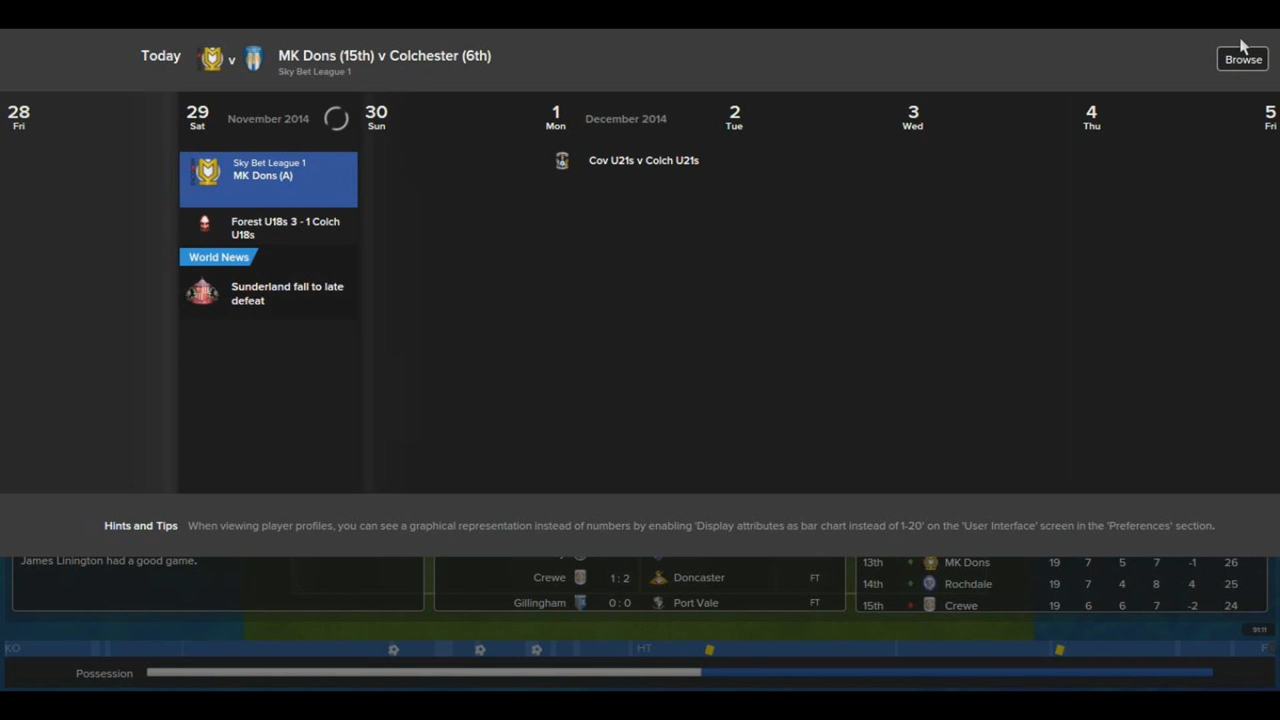 Today
MK Dons (15th) v Colchester (6th)
v
Sky Bet League 1
Browse
28
Fri
29
Sat
November 2014
30
Sun
1
Mon
December 2014
2
Tue
3
Wed
4
Thu
5
Fri
Sky Bet League 1
MK Dons (A)
Cov U21s v Colch U21s
Forest U18s 3 - 1 Colch
U18s
World News
Sunderland fall to late
defeat
Hints and Tips When viewing player profiles, you can see a graphical representation instead of numbers by enabling 'Display attributes as bar chart instead of 1-20' on the 'User Interface' screen in the 'Preferences' section.
James Linington had a good game.
Crewe 1 : 2 Doncaster FT
Gillingham 0 : 0 Port Vale FT
13th MK Dons 19 7 5 7 -1 26
14th Rochdale 19 7 4 8 4 25
15th Crewe 19 6 6 7 -2 24
91:11
KO HT F
Possession